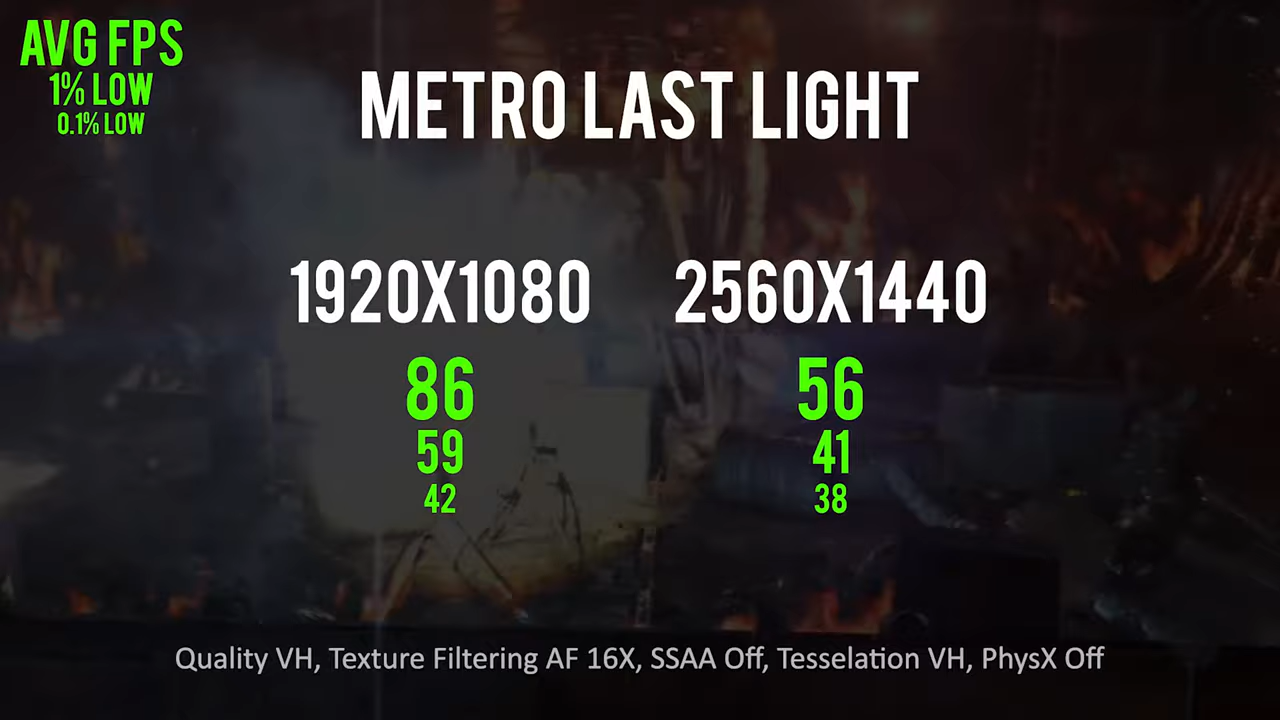 AVG FPS
1% LOW
0.1% LOW
METRO LAST LIGHT
1920X1080 2560X1440
86 56
59 41
42 38
Quality VH, Texture Filtering AF 16X, SSAA Off, Tesselation VH, PhysX Off